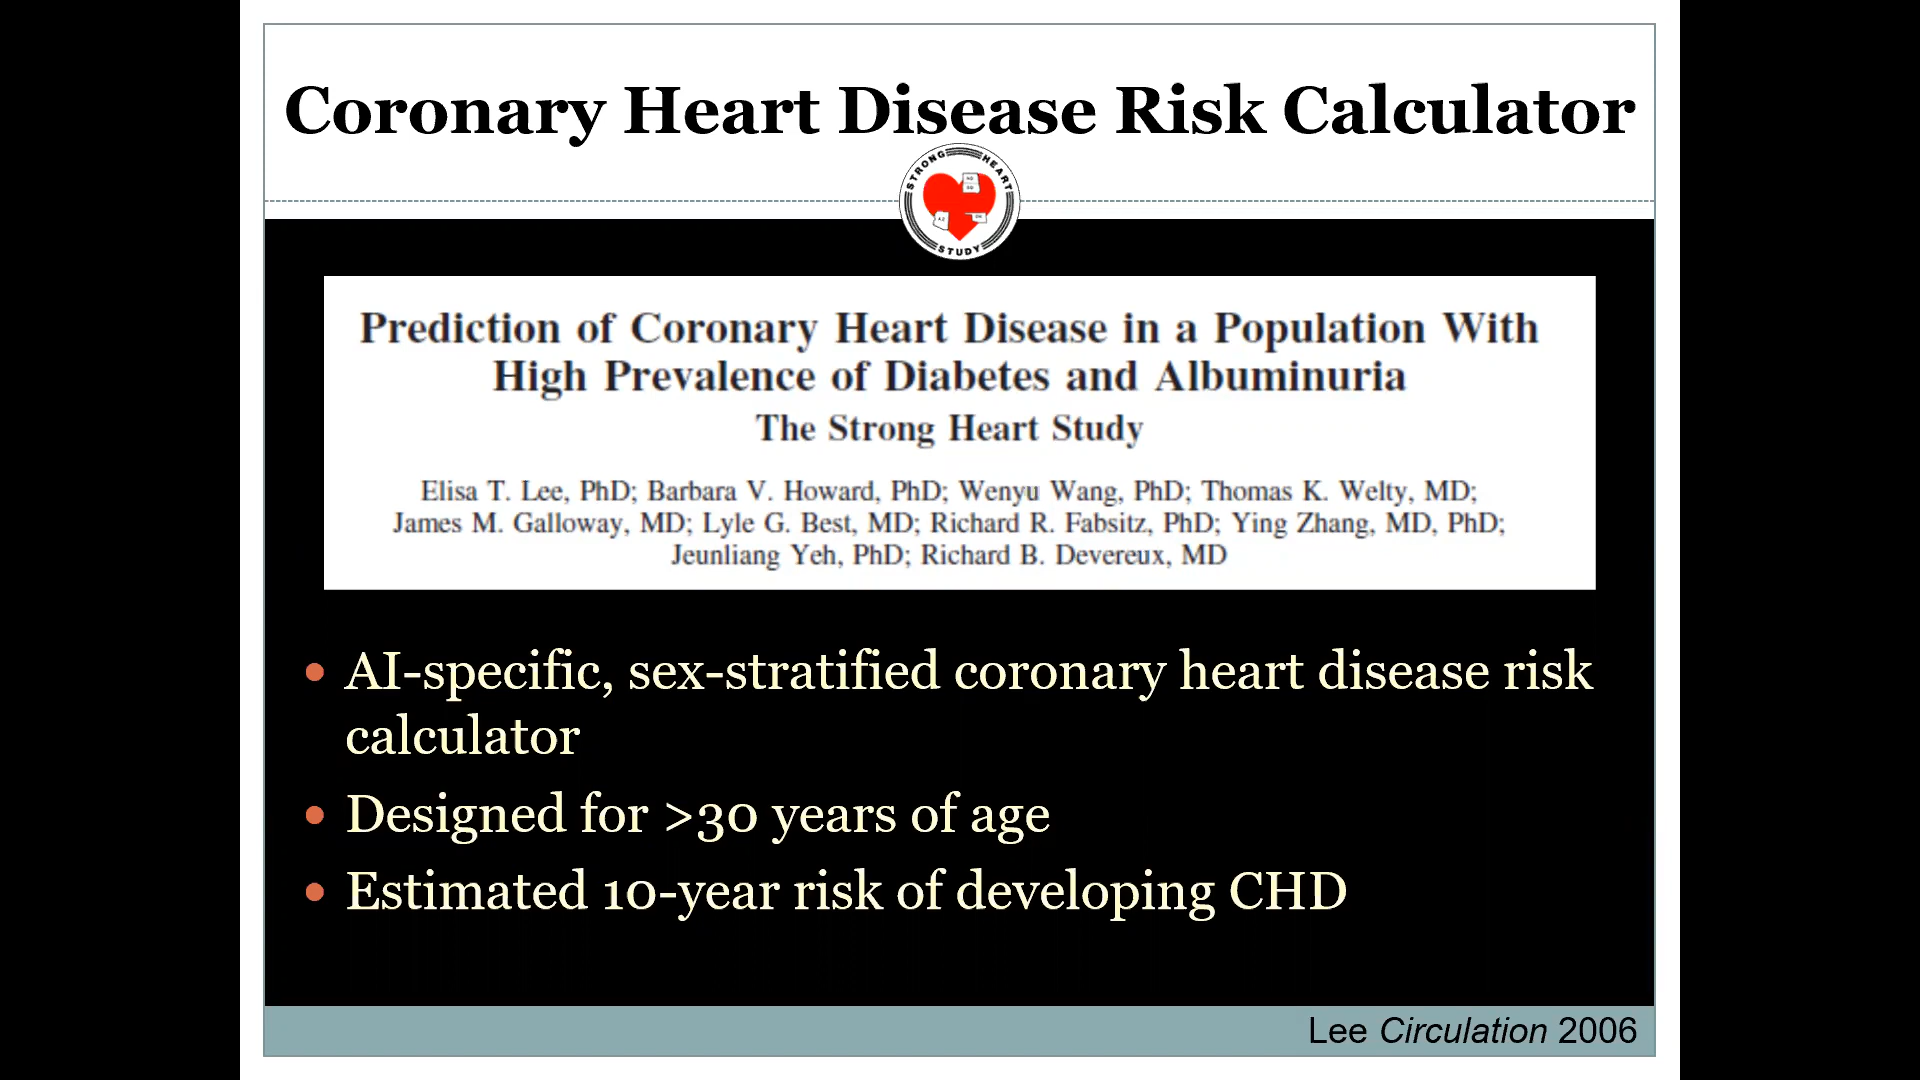 Coronary Heart Disease Risk Calculator
STRONG HEART STUDY
Prediction of Coronary Heart Disease in a Population With
High Prevalence of Diabetes and Albuminuria
The Strong Heart Study
Elisa T. Lee, PhD; Barbara V. Howard, PhD; Wenyu Wang, PhD; Thomas K. Welty, MD;
James M. Galloway, MD; Lyle G. Best, MD; Richard R. Fabsitz, PhD; Ying Zhang, MD, PhD;
Jeunliang Yeh, PhD; Richard B. Devereux, MD
• AI-specific, sex-stratified coronary heart disease risk
calculator
• Designed for >30 years of age
• Estimated 10-year risk of developing CHD
Lee Circulation 2006